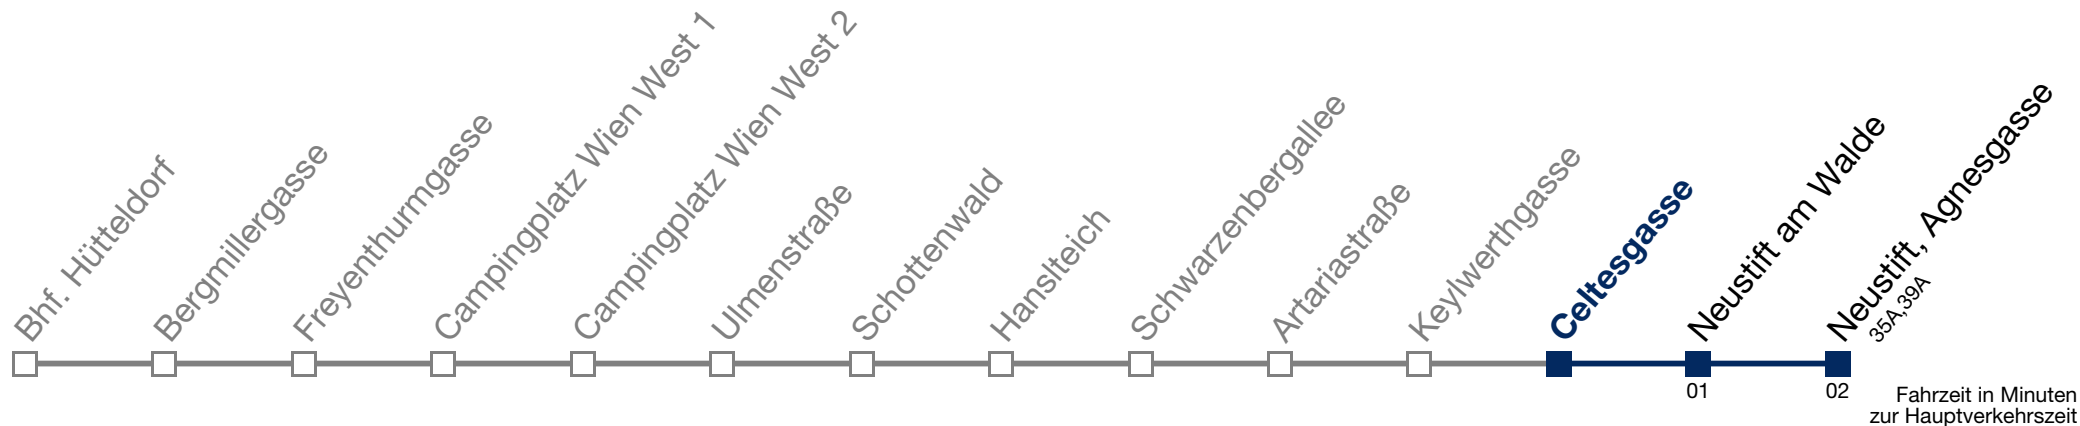 Bhf. Hütteldorf
Bergmillergasse
Freyenthurmgasse
Campingplatz Wien West 1
Campingplatz Wien West 2
Ulmenstraße
Schottenwald
Hanslteich
Schwarzenbergallee
Artariastraße
Keylwerthgasse
Celtesgasse
Neustift am Walde
Neustift, Agnesgasse
35A,39A
01
02
Fahrzeit in Minuten
zur Hauptverkehrszeit